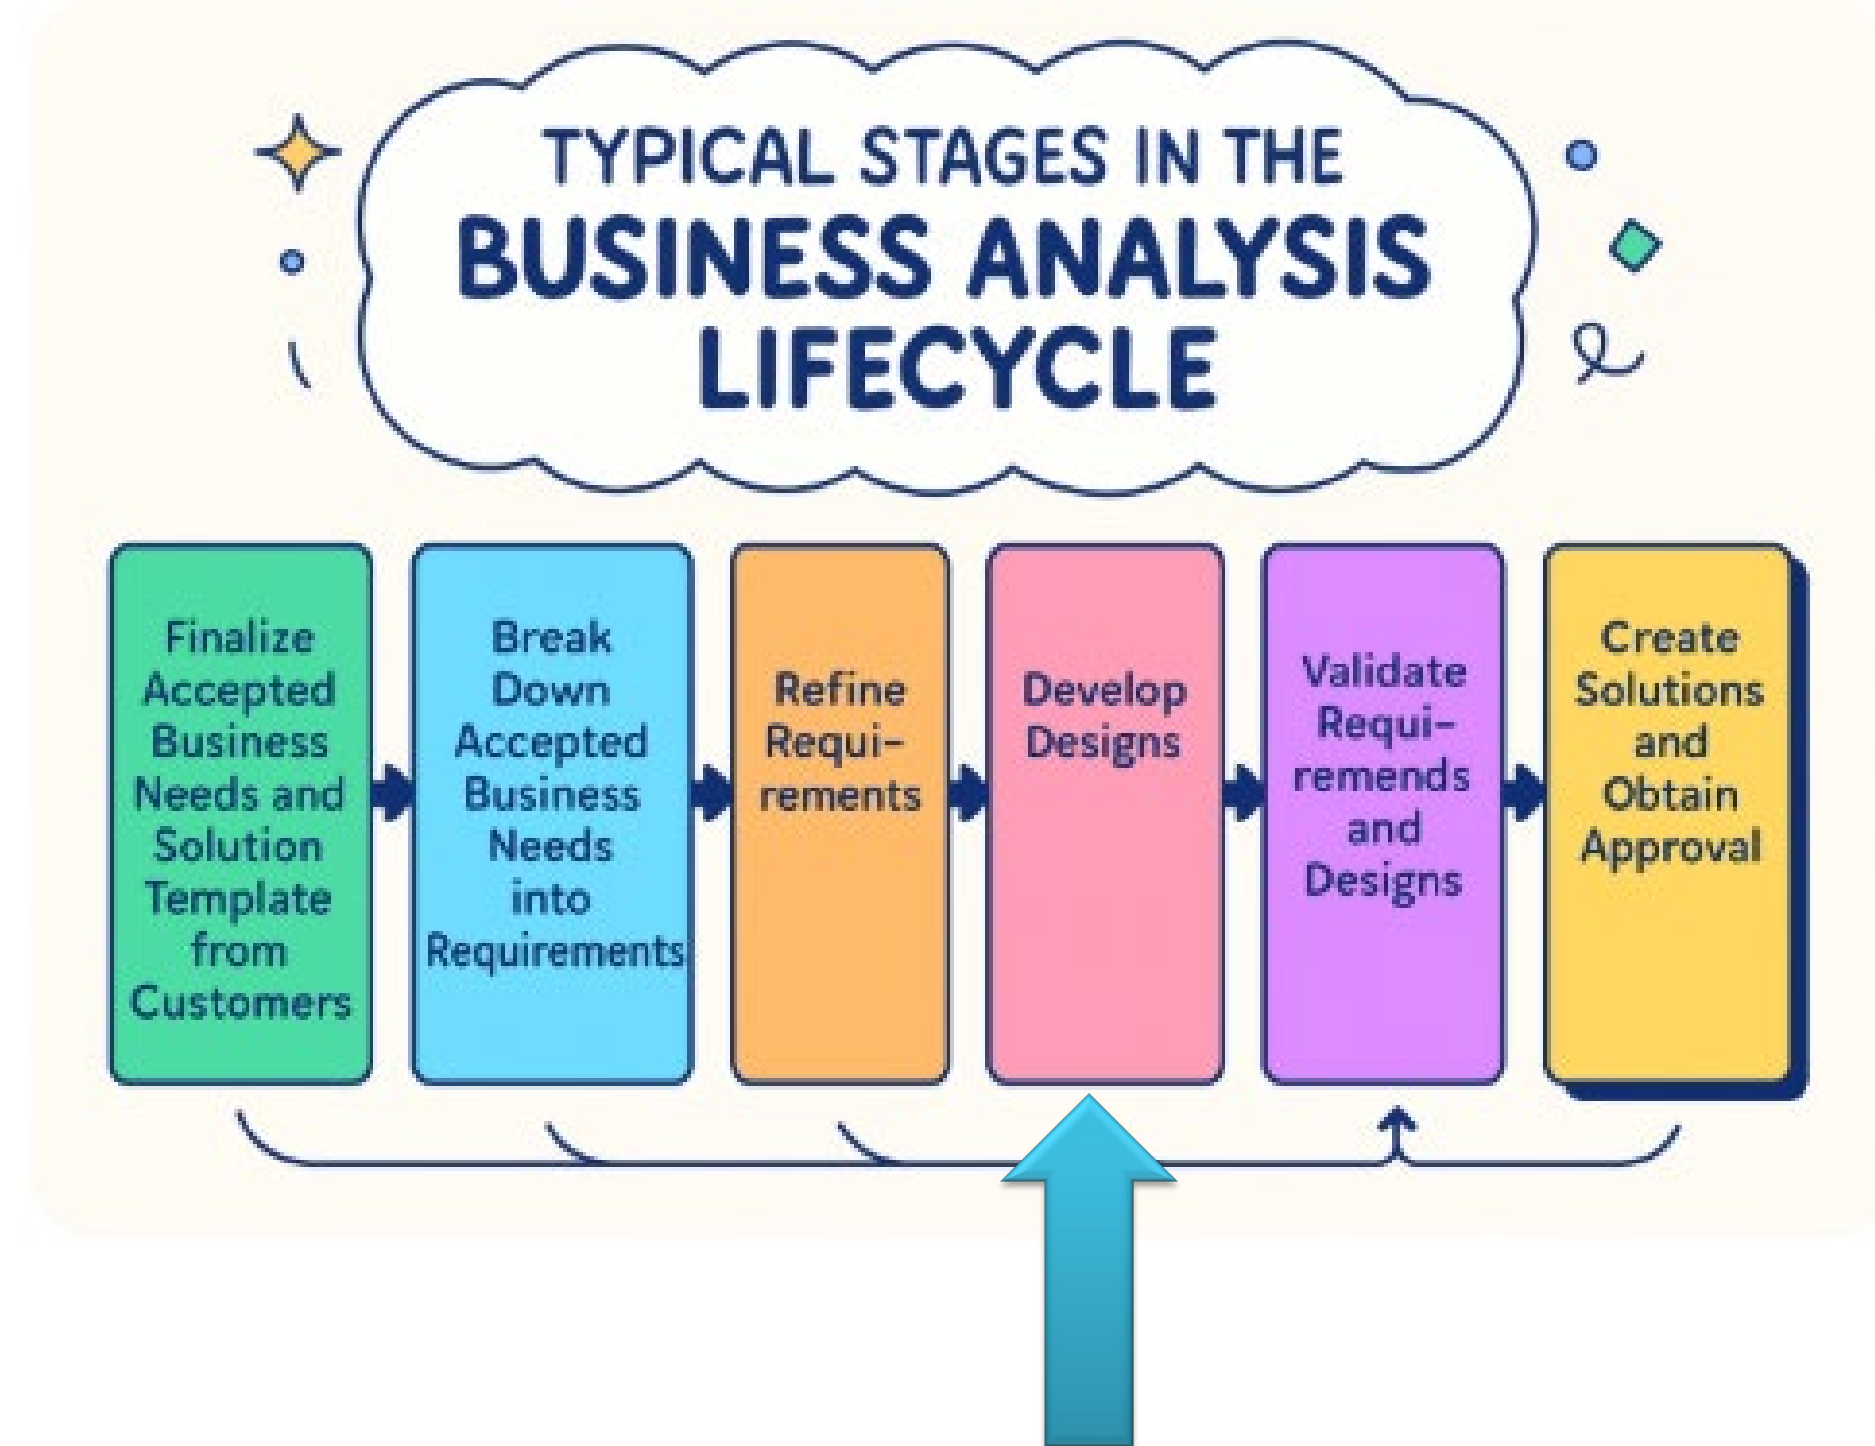 TYPICAL STAGES IN THE
BUSINESS ANALYSIS
LIFECYCLE
Finalize
Accepted
Business
Needs and
Solution
Template
from
Customers
Break
Down
Accepted
Business
Needs
into
Requirements
Refine
Requi-
rements
Develop
Designs
Validate
Requi-
remends
and
Designs
Create
Solutions
and
Obtain
Approval